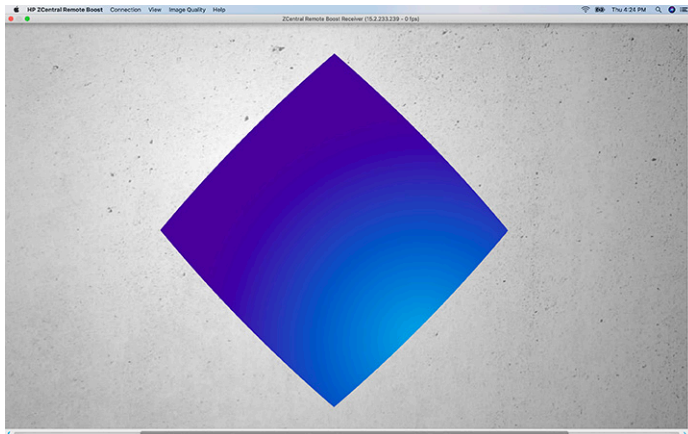 HP ZCentral Remote Boost Connection View Image Quality Help Thu 4:24 PM
ZCentral Remote Boost Receiver (15.2.233.239 - 0 fps)